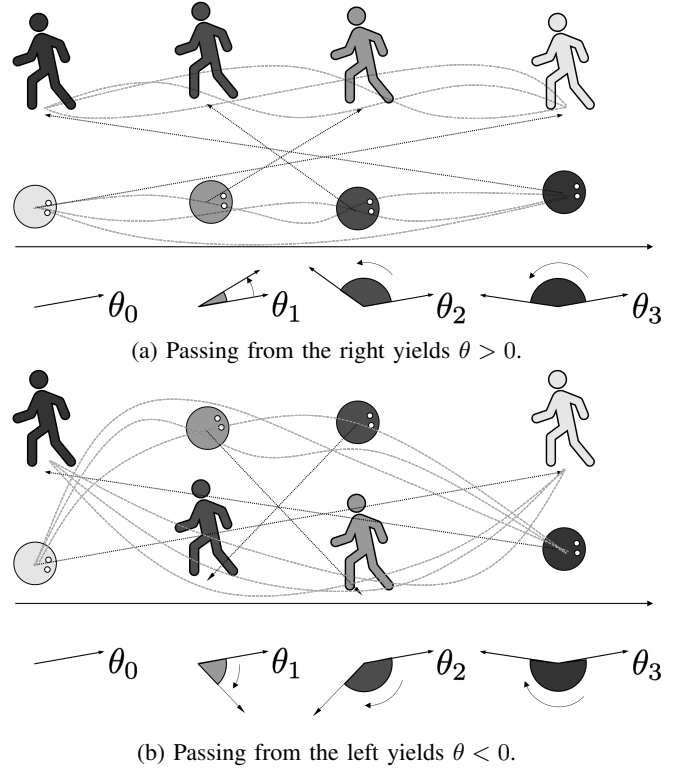 θ₀ θ₁ θ₂ θ₃
(a) Passing from the right yields θ > 0.
θ₀ θ₁ θ₂ θ₃
(b) Passing from the left yields θ < 0.